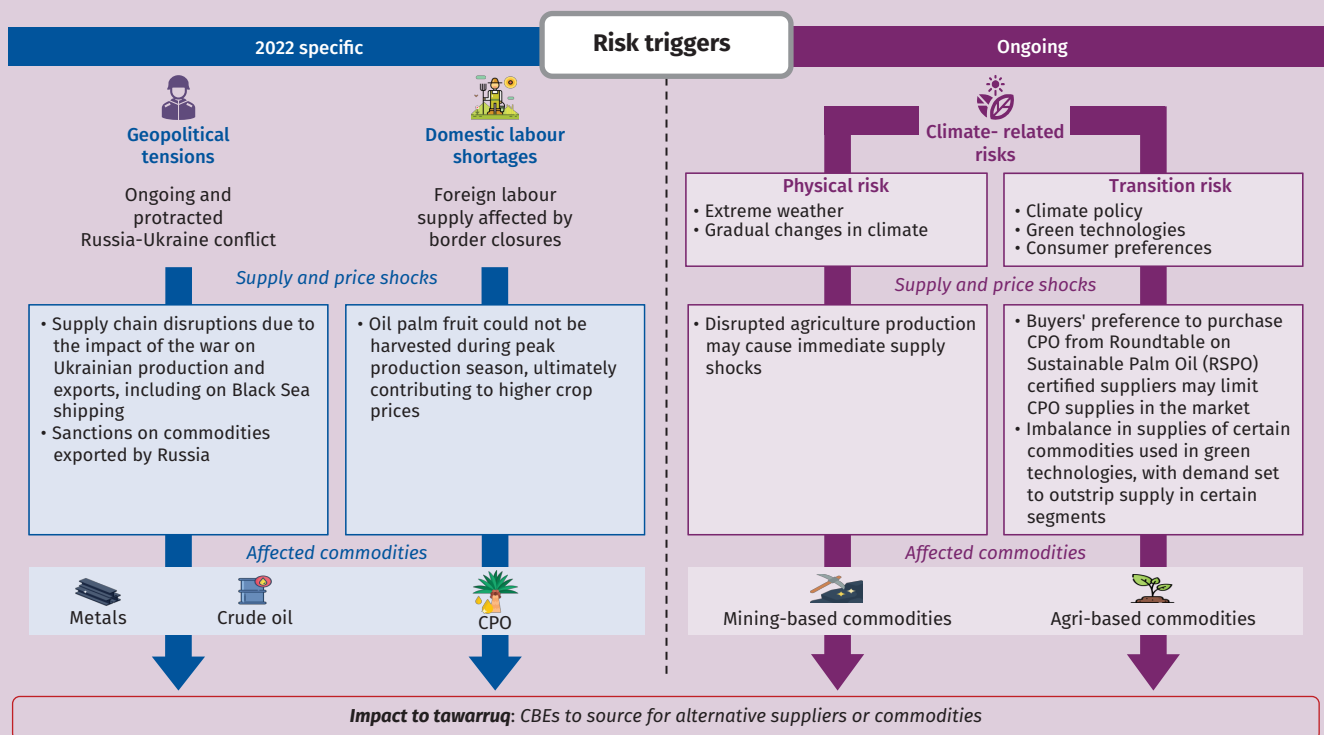 Risk triggers
2022 specific
Geopolitical
tensions
Ongoing and
protracted
Russia-Ukraine conflict
Domestic labour
shortages
Foreign labour
supply affected by
border closures
Supply and price shocks
• Supply chain disruptions due to
the impact of the war on
Ukrainian production and
exports, including on Black Sea
shipping
• Sanctions on commodities
exported by Russia
• Oil palm fruit could not be
harvested during peak
production season, ultimately
contributing to higher crop
prices
Affected commodities
Metals
Crude oil
CPO
Ongoing
Climate- related
risks
Physical risk
• Extreme weather
• Gradual changes in climate
Transition risk
• Climate policy
• Green technologies
• Consumer preferences
Supply and price shocks
• Disrupted agriculture production
may cause immediate supply
shocks
• Buyers' preference to purchase
CPO from Roundtable on
Sustainable Palm Oil (RSPO)
certified suppliers may limit
CPO supplies in the market
• Imbalance in supplies of certain
commodities used in green
technologies, with demand set
to outstrip supply in certain
segments
Affected commodities
Mining-based commodities
Agri-based commodities
Impact to tawarruq: CBEs to source for alternative suppliers or commodities